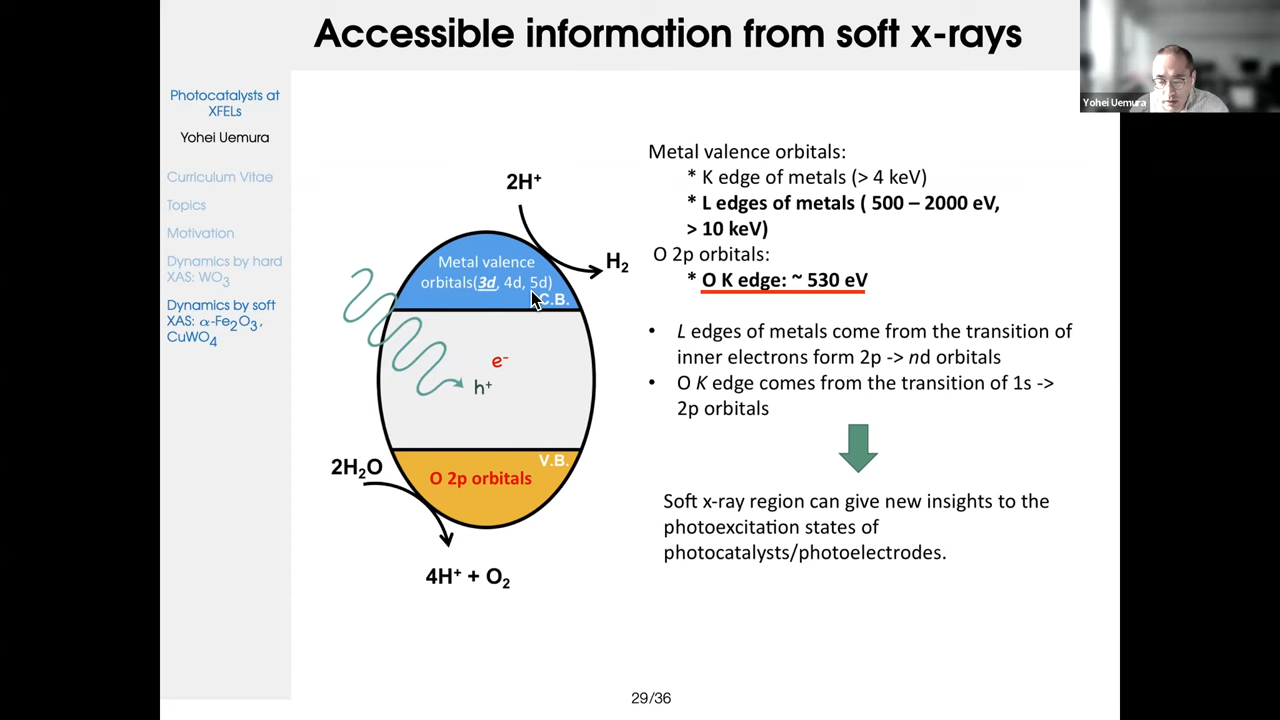 Accessible information from soft x-rays
Yohei Uemura
Photocatalysts at
XFELs
Yohei Uemura
Curriculum Vitae
Topics
Motivation
Dynamics by hard
XAS: WO₃
Dynamics by soft
XAS: α-Fe₂O₃,
CuWO₄
2H⁺
H₂
Metal valence
orbitals(3d, 4d, 5d)
C.B.
e⁻
h⁺
V.B.
O 2p orbitals
2H₂O
4H⁺ + O₂
Metal valence orbitals:
* K edge of metals (> 4 keV)
* L edges of metals ( 500 – 2000 eV,
> 10 keV)
O 2p orbitals:
* O K edge: ~ 530 eV
• L edges of metals come from the transition of
inner electrons form 2p -> nd orbitals
• O K edge comes from the transition of 1s ->
2p orbitals
Soft x-ray region can give new insights to the
photoexcitation states of
photocatalysts/photoelectrodes.
29/36